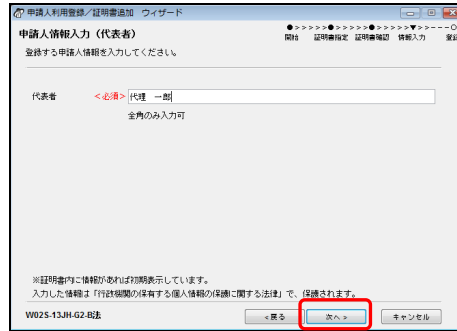 申請人利用登録／証明書追加　ウィザード
申請人情報入力（代表者）
●>>>>>●>>>>>●>>>>>▼>>----○
開始　証明書指定　証明書確認　情報入力　登録
登録する申請人情報を入力してください。
代表者　<必須>　代理　一郎
全角のみ入力可
※証明書内に情報があれば初期表示しています。
入力した情報は「行政機関の保有する個人情報の保護に関する法律」で、保護されます。
W02S-13JH-G2-B法　<戻る　次へ>　キャンセル